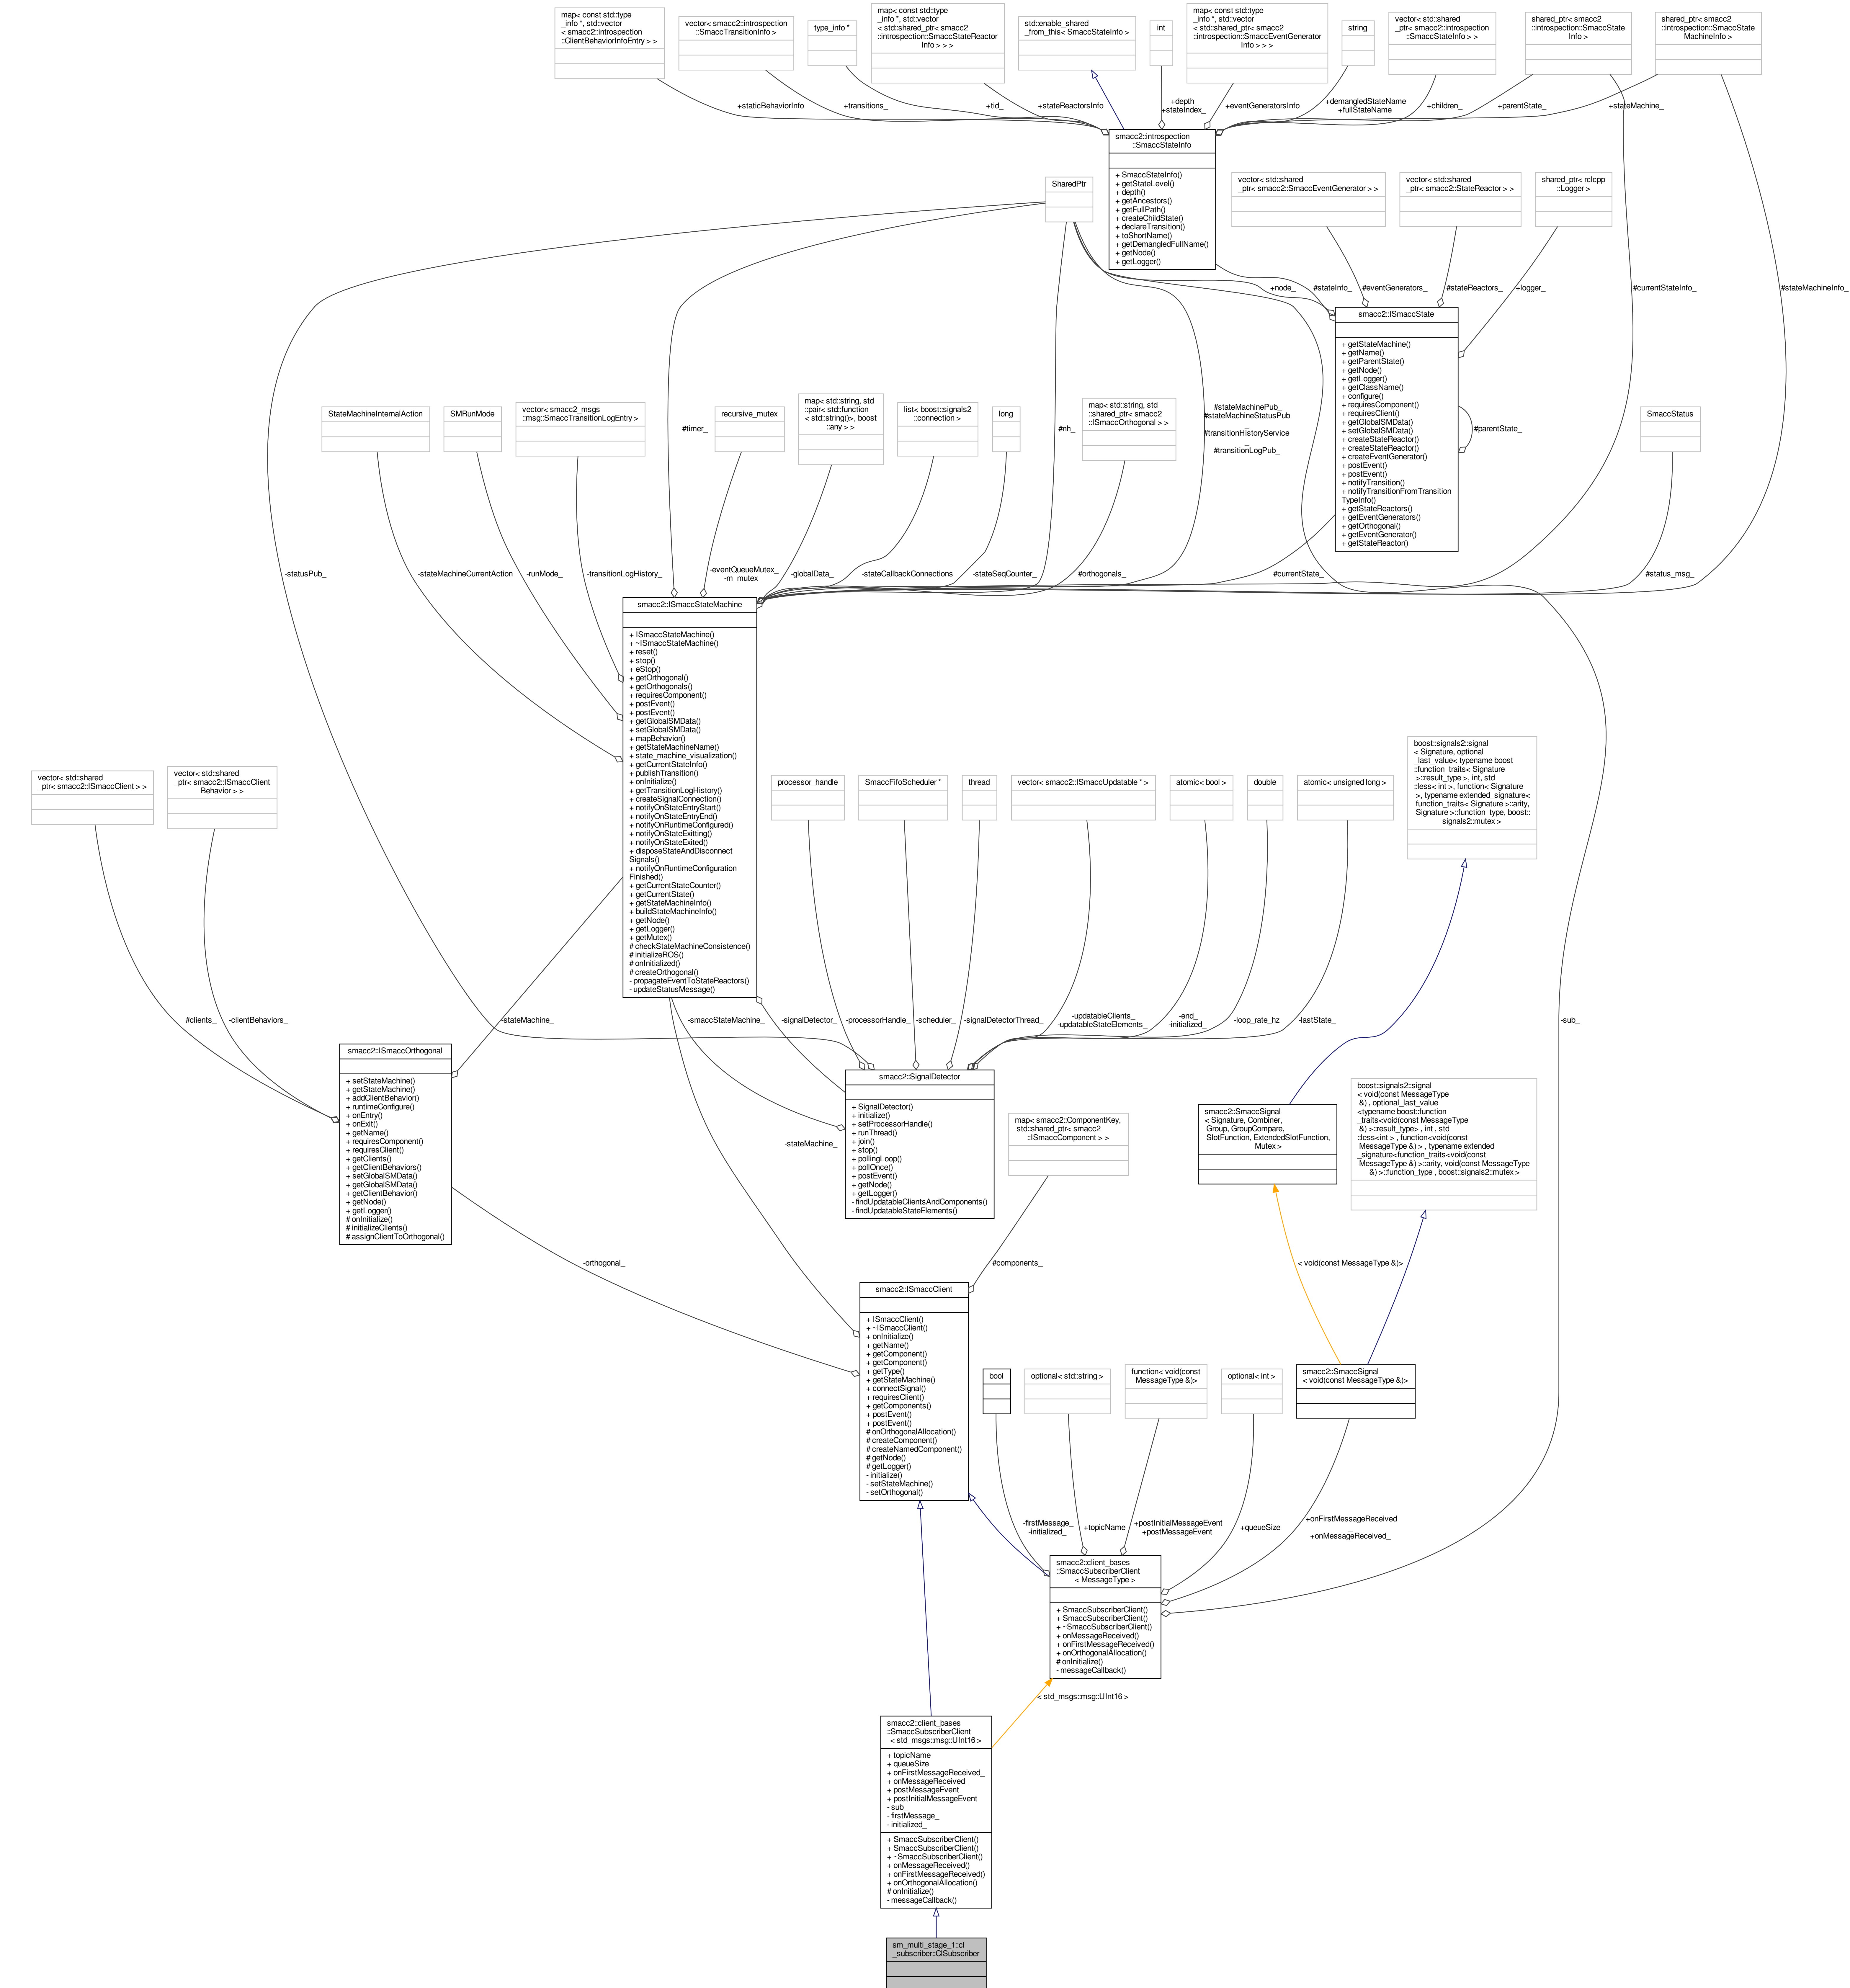 map< const std::type
_info *, std::vector
< smacc2::introspection
::ClientBehaviorInfoEntry > >
vector< smacc2::introspection
::SmaccTransitionInfo >
type_info *
map< const std::type
_info *, std::vector
< std::shared_ptr< smacc2
::introspection::SmaccStateReactor
Info > > >
std::enable_shared
_from_this< SmaccStateInfo >
int
map< const std::type
_info *, std::vector
< std::shared_ptr< smacc2
::introspection::SmaccEventGenerator
Info > > >
string
vector< std::shared
_ptr< smacc2::introspection
::SmaccStateInfo > >
shared_ptr< smacc2
::introspection::SmaccState
Info >
shared_ptr< smacc2
::introspection::SmaccState
MachineInfo >
+staticBehaviorInfo
+transitions_
+tid_
+stateReactorsInfo
+depth_
+stateIndex_
+eventGeneratorsInfo
+demangledStateName
+fullStateName
+children_
+parentState_
+stateMachine_
smacc2::introspection
::SmaccStateInfo
+ SmaccStateInfo()
+ getStateLevel()
+ depth()
+ getAncestors()
+ getFullPath()
+ createChildState()
+ declareTransition()
+ toShortName()
+ getDemangledFullName()
+ getNode()
+ getLogger()
SharedPtr
vector< std::shared
_ptr< smacc2::SmaccEventGenerator > >
vector< std::shared
_ptr< smacc2::StateReactor > >
shared_ptr< rclcpp
::Logger >
+node_
#stateInfo_
#eventGenerators_
#stateReactors_
+logger_
#currentStateInfo_
#stateMachineInfo_
smacc2::ISmaccState
+ getStateMachine()
+ getName()
+ getParentState()
+ getNode()
+ getLogger()
+ getClassName()
+ configure()
+ requiresComponent()
+ requiresClient()
+ getGlobalSMData()
+ setGlobalSMData()
+ createStateReactor()
+ createStateReactor()
+ createEventGenerator()
+ postEvent()
+ postEvent()
+ notifyTransition()
+ notifyTransitionFromTransition
TypeInfo()
+ getStateReactors()
+ getEventGenerators()
+ getOrthogonal()
+ getEventGenerator()
+ getStateReactor()
#parentState_
StateMachineInternalAction
SMRunMode
vector< smacc2_msgs
::msg::SmaccTransitionLogEntry >
#timer_
recursive_mutex
map< std::string, std
::pair< std::function
< std::string()>, boost
::any > >
list< boost::signals2
::connection >
long
#nh_
map< std::string, std
::shared_ptr< smacc2
::ISmaccOrthogonal > >
#stateMachinePub_
#stateMachineStatusPub
_
#transitionHistoryService
_
#transitionLogPub_
SmaccStatus
-statusPub_
-stateMachineCurrentAction
-runMode_
-transitionLogHistory_
-eventQueueMutex_
-m_mutex_
-globalData_
-stateCallbackConnections
-stateSeqCounter_
#orthogonals_
#currentState_
#status_msg_
smacc2::ISmaccStateMachine
+ ISmaccStateMachine()
+ ~ISmaccStateMachine()
+ reset()
+ stop()
+ eStop()
+ getOrthogonal()
+ getOrthogonals()
+ requiresComponent()
+ postEvent()
+ postEvent()
+ getGlobalSMData()
+ setGlobalSMData()
+ mapBehavior()
+ getStateMachineName()
+ state_machine_visualization()
+ getCurrentStateInfo()
+ publishTransition()
+ onInitialize()
+ getTransitionLogHistory()
+ createSignalConnection()
+ notifyOnStateEntryStart()
+ notifyOnStateEntryEnd()
+ notifyOnRuntimeConfigured()
+ notifyOnStateExitting()
+ notifyOnStateExited()
+ disposeStateAndDisconnect
Signals()
+ notifyOnRuntimeConfiguration
Finished()
+ getCurrentStateCounter()
+ getCurrentState()
+ getStateMachineInfo()
+ buildStateMachineInfo()
+ getNode()
+ getLogger()
+ getMutex()
# checkStateMachineConsistence()
# initializeROS()
# onInitialized()
# createOrthogonal()
- propagateEventToStateReactors()
- updateStatusMessage()
vector< std::shared
_ptr< smacc2::ISmaccClient > >
vector< std::shared
_ptr< smacc2::ISmaccClient
Behavior > >
processor_handle
SmaccFifoScheduler *
thread
vector< smacc2::ISmaccUpdatable * >
atomic< bool >
double
atomic< unsigned long >
boost::signals2::signal
< Signature, optional
_last_value< typename boost
::function_traits< Signature
>::result_type >, int, std
::less< int >, function< Signature
>, typename extended_signature<
function_traits< Signature >::arity,
Signature >::function_type, boost::
signals2::mutex >
#clients_
-clientBehaviors_
-stateMachine_
-smaccStateMachine_
-signalDetector_
-processorHandle_
-scheduler_
-signalDetectorThread_
-updatableClients_
-updatableStateElements_
-end_
-initialized_
-loop_rate_hz
-lastState_
-sub_
smacc2::ISmaccOrthogonal
+ setStateMachine()
+ getStateMachine()
+ addClientBehavior()
+ runtimeConfigure()
+ onEntry()
+ onExit()
+ getName()
+ requiresComponent()
+ requiresClient()
+ getClients()
+ getClientBehaviors()
+ setGlobalSMData()
+ getGlobalSMData()
+ getClientBehavior()
+ getNode()
+ getLogger()
# onInitialize()
# initializeClients()
# assignClientToOrthogonal()
smacc2::SignalDetector
+ SignalDetector()
+ initialize()
+ setProcessorHandle()
+ runThread()
+ join()
+ stop()
+ pollingLoop()
+ pollOnce()
+ postEvent()
+ getNode()
+ getLogger()
- findUpdatableClientsAndComponents()
- findUpdatableStateElements()
-stateMachine_
map< smacc2::ComponentKey,
std::shared_ptr< smacc2
::ISmaccComponent > >
smacc2::SmaccSignal
< Signature, Combiner,
Group, GroupCompare,
SlotFunction, ExtendedSlotFunction,
Mutex >
boost::signals2::signal
< void(const MessageType
&) , optional_last_value
<typename boost::function
_traits<void(const MessageType
&) >::result_type> , int , std
::less<int > , function<void(const
MessageType &) > , typename extended
_signature<function_traits<void(const
MessageType &) >::arity, void(const MessageType
&) >::function_type , boost::signals2::mutex >
-orthogonal_
#components_
< void(const MessageType &)>
smacc2::ISmaccClient
+ ISmaccClient()
+ ~ISmaccClient()
+ onInitialize()
+ getName()
+ getComponent()
+ getComponent()
+ getType()
+ getStateMachine()
+ connectSignal()
+ requiresClient()
+ getComponents()
+ postEvent()
+ postEvent()
# onOrthogonalAllocation()
# createComponent()
# createNamedComponent()
# getNode()
# getLogger()
- initialize()
- setStateMachine()
- setOrthogonal()
bool
optional< std::string >
function< void(const
MessageType &)>
optional< int >
smacc2::SmaccSignal
< void(const MessageType &)>
-firstMessage_
-initialized_
+topicName
+postInitialMessageEvent
+postMessageEvent
+queueSize
+onFirstMessageReceived
_
+onMessageReceived_
smacc2::client_bases
::SmaccSubscriberClient
< MessageType >
+ SmaccSubscriberClient()
+ SmaccSubscriberClient()
+ ~SmaccSubscriberClient()
+ onMessageReceived()
+ onFirstMessageReceived()
+ onOrthogonalAllocation()
# onInitialize()
- messageCallback()
< std_msgs::msg::UInt16 >
smacc2::client_bases
::SmaccSubscriberClient
< std_msgs::msg::UInt16 >
+ topicName
+ queueSize
+ onFirstMessageReceived_
+ onMessageReceived_
+ postMessageEvent
+ postInitialMessageEvent
- sub_
- firstMessage_
- initialized_
+ SmaccSubscriberClient()
+ SmaccSubscriberClient()
+ ~SmaccSubscriberClient()
+ onMessageReceived()
+ onFirstMessageReceived()
+ onOrthogonalAllocation()
# onInitialize()
- messageCallback()
sm_multi_stage_1::cl
_subscriber::ClSubscriber